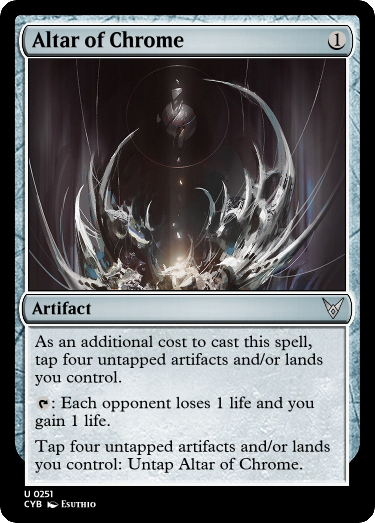 Altar of Chrome 1
Artifact
As an additional cost to cast this spell,
tap four untapped artifacts and/or lands
you control.
: Each opponent loses 1 life and you
gain 1 life.
Tap four untapped artifacts and/or lands
you control: Untap Altar of Chrome.
U 0251
CYB Esuthio